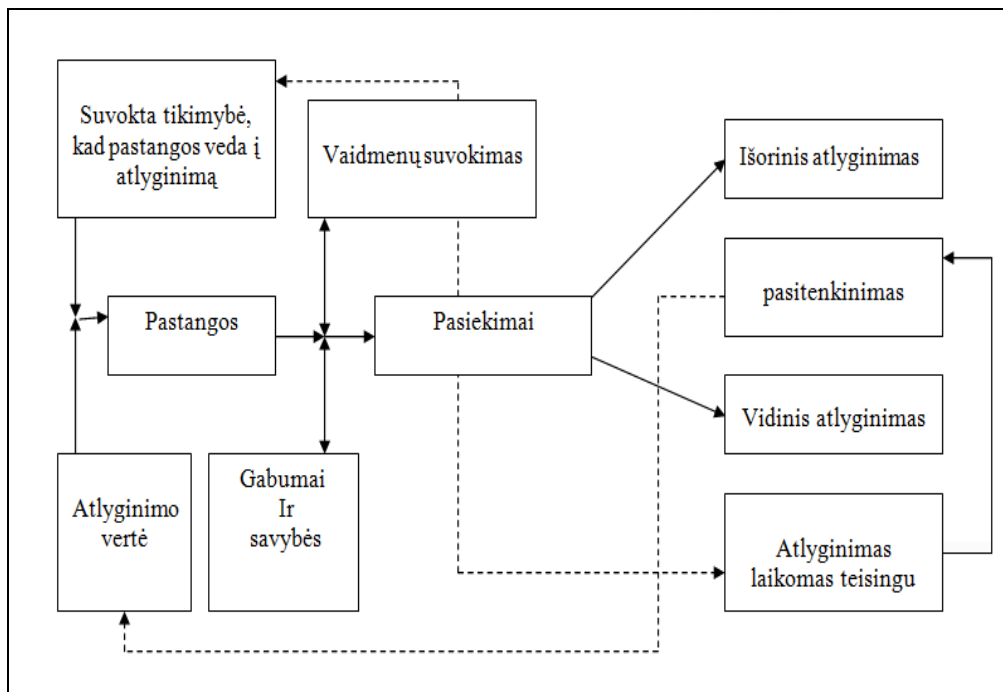 Suvokta tikimybė,
kad pastangos veda į
atlyginimą
Vaidmenų suvokimas
Išorinis atlyginimas
pasitenkinimas
Pastangos
Pasiekimai
Vidinis atlyginimas
Atlyginimo
vertė
Gabumai
Ir
savybės
Atlyginimas
laikomas teisingu